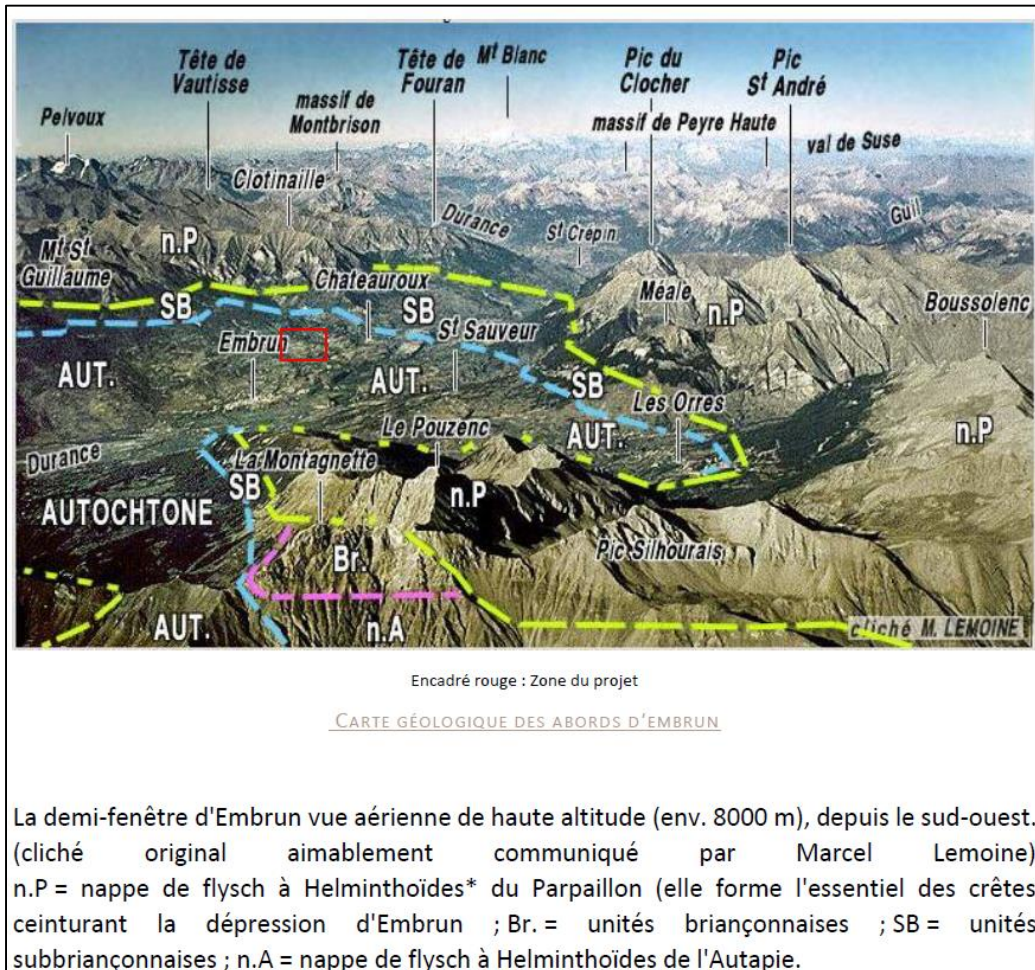 Tête de
Vautisse
Tête de
Fouran
Mt Blanc
Pic du
Clocher
Pic
St André
Pelvoux
massif de
Montbrison
massif de Peyre Haute
val de Suse
Clotinaille
Durance
St Crépin
Guil
n.P
Mt St
Guillaume
SB
Chateauroux
SB
Méale
n.P
Boussolenc
Embrun
St Sauveur
AUT.
AUT.
SB
Les Orres
Le Pouzenc
AUT.
n.P
Durance
La Montagnette
SB
n.P
AUTOCHTONE
Br.
Pic Silhourais
AUT.
n.A
cliché M. LEMOINE
Encadré rouge : Zone du projet
CARTE GÉOLOGIQUE DES ABORDS D'EMBRUN
La demi-fenêtre d'Embrun vue aérienne de haute altitude (env. 8000 m), depuis le sud-ouest.
(cliché original aimablement communiqué par Marcel Lemoine)
n.P = nappe de flysch à Helminthoïdes* du Parpaillon (elle forme l'essentiel des crêtes
ceinturant la dépression d'Embrun ; Br. = unités briançonnaises ; SB = unités
subbriançonnaises ; n.A = nappe de flysch à Helminthoïdes de l'Autapie.